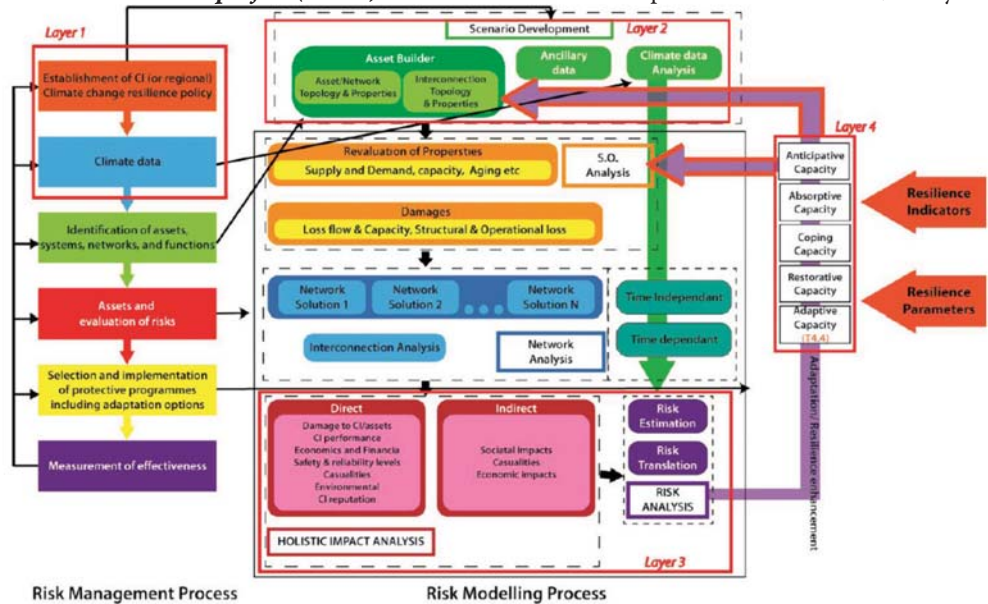 Layer 1
Establishment of CI (or regional)
Climate change resilience policy
Climate data
Identification of assets,
systems, networks, and functions
Assets and
evaluation of risks
Selection and implementation
of protective programmes
including adaptation options
Measurement of effectiveness
Risk Management Process
Scenario Development
Layer 2
Asset Builder
Asset/Network
Topology & Properties
Interconnection
Topology
& Properties
Ancillary
data
Climate data
Analysis
Revaluation of Propersties
Supply and Demand, capacity, Aging etc
S.O.
Analysis
Damages
Loss flow & Capacity, Structural & Operational loss
Network
Solution 1
Network
Solution 2
Network
Solution N
Interconnection Analysis
Network
Analysis
Time Independant
Time dependant
Direct
Damage to CI/assets
CI performance
Economics and Financia
Safety & reliability levels
Casualities
Environmental
CI reputation
Indirect
Societal Impacts
Casualities
Economic impacts
HOLISTIC IMPACT ANALYSIS
Risk
Estimation
Risk
Translation
RISK
ANALYSIS
Layer 3
Risk Modelling Process
Layer 4
Anticipative
Capacity
Absorptive
Capacity
Coping
Capacity
Restorative
Capacity
Adaptive
Capacity
(T4.4)
Adaptation/ Resilience enhancement
Resilience
Indicators
Resilience
Parameters